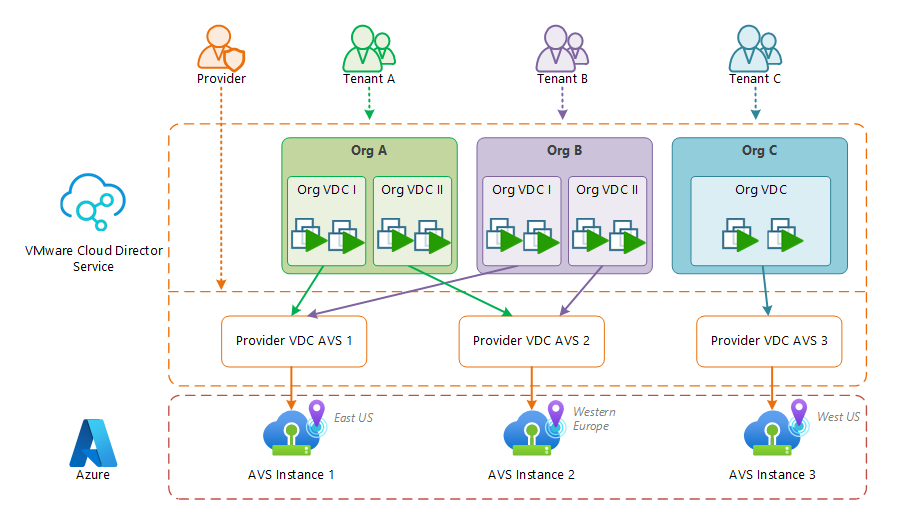 Provider
Tenant A
Tenant B
Tenant C
Org A
Org B
Org C
Org VDC I
Org VDC II
Org VDC I
Org VDC II
Org VDC
VMware Cloud Director
Service
Provider VDC AVS 1
Provider VDC AVS 2
Provider VDC AVS 3
East US
Western
Europe
West US
Azure
AVS Instance 1
AVS Instance 2
AVS Instance 3